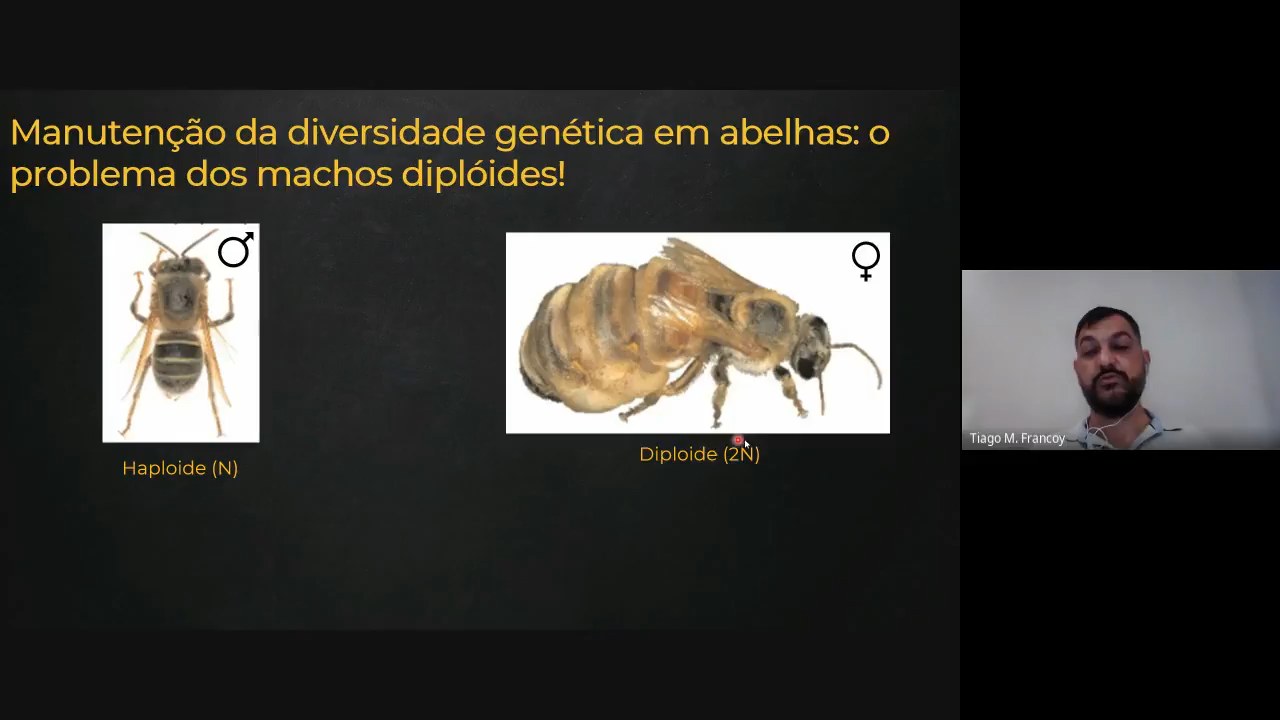 Manutenção da diversidade genética em abelhas: o
problema dos machos diplóides!
♂
♀
Haploide (N)
Diploide (2N)
Tiago M. Francoy